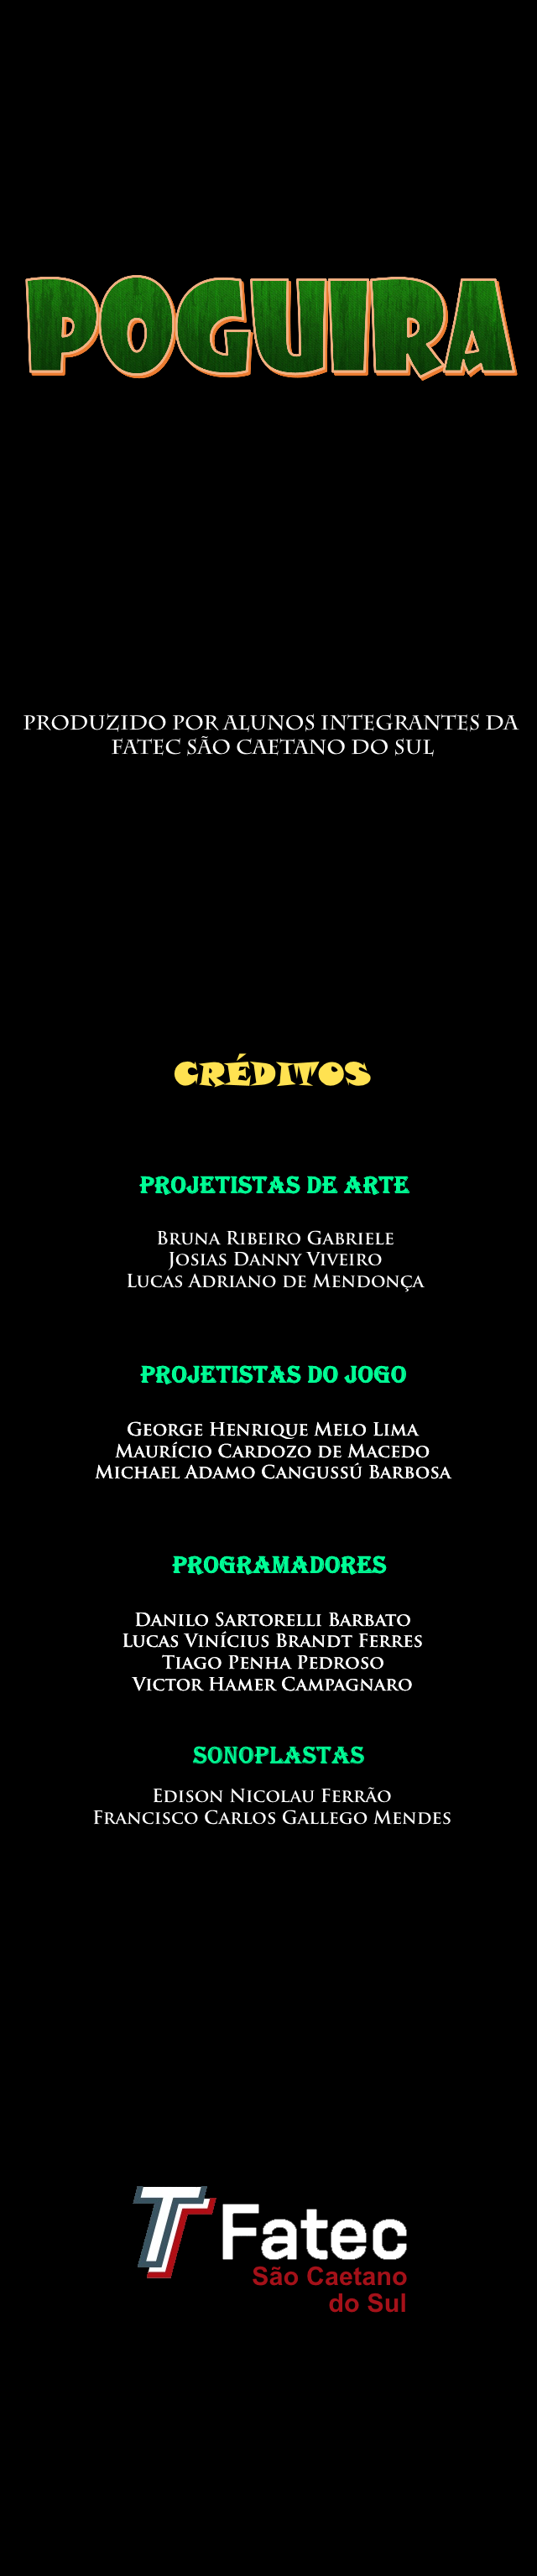 POGUIRA
PRODUZIDO POR ALUNOS INTEGRANTES DA
FATEC SÃO CAETANO DO SUL
CRÉDITOS
PROJETISTAS DE ARTE
BRUNA RIBEIRO GABRIELE
JOSIAS DANNY VIVEIRO
LUCAS ADRIANO DE MENDONÇA
PROJETISTAS DO JOGO
GEORGE HENRIQUE MELO LIMA
MAURÍCIO CARDOZO DE MACEDO
MICHAEL ADAMO CANGUSSÚ BARBOSA
PROGRAMADORES
DANILO SARTORELLI BARBATO
LUCAS VINÍCIUS BRANDT FERRES
TIAGO PENHA PEDROSO
VICTOR HAMER CAMPAGNARO
SONOPLASTAS
EDISON NICOLAU FERRÃO
FRANCISCO CARLOS GALLEGO MENDES
Fatec
São Caetano
do Sul